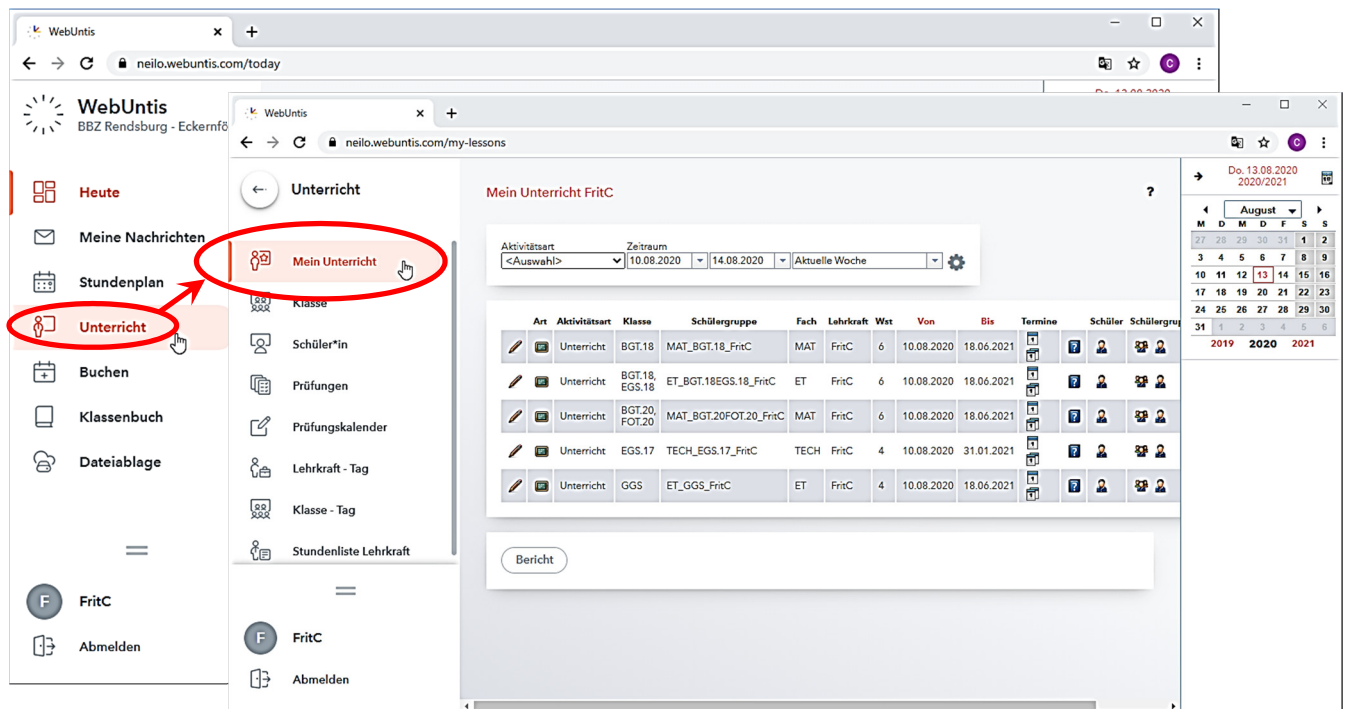 WebUntis
neilo.webuntis.com/today
C
WebUntis
BBZ Rendsburg - Eckernfö
Heute
Meine Nachrichten
Stundenplan
Unterricht
Buchen
Klassenbuch
Dateiablage
F FritC
Abmelden
WebUntis
neilo.webuntis.com/my-lessons
C
Unterricht
Mein Unterricht
Klasse
Schüler*in
Prüfungen
Prüfungskalender
Lehrkraft - Tag
Klasse - Tag
Stundenliste Lehrkraft
F FritC
Abmelden
Mein Unterricht FritC
?
Aktivitätsart Zeitraum
<Auswahl> 10.08.2020 14.08.2020 Aktuelle Woche
Art Aktivitätsart Klasse Schülergruppe Fach Lehrkraft Wst Von Bis Termine Schüler Schülergrup
Unterricht BGT.18 MAT_BGT.18_FritC MAT FritC 6 10.08.2020 18.06.2021
Unterricht BGT.18, EGS.18 ET_BGT.18EGS.18_FritC ET FritC 6 10.08.2020 18.06.2021
Unterricht BGT.20, FOT.20 MAT_BGT.20FOT.20_FritC MAT FritC 6 10.08.2020 18.06.2021
Unterricht EGS.17 TECH_EGS.17_FritC TECH FritC 4 10.08.2020 31.01.2021
Unterricht GGS ET_GGS_FritC ET FritC 4 10.08.2020 18.06.2021
Bericht
Do. 13.08.2020
2020/2021
August
M D M D F S S
27 28 29 30 31 1 2
3 4 5 6 7 8 9
10 11 12 13 14 15 16
17 18 19 20 21 22 23
24 25 26 27 28 29 30
31 1 2 3 4 5 6
2019 2020 2021